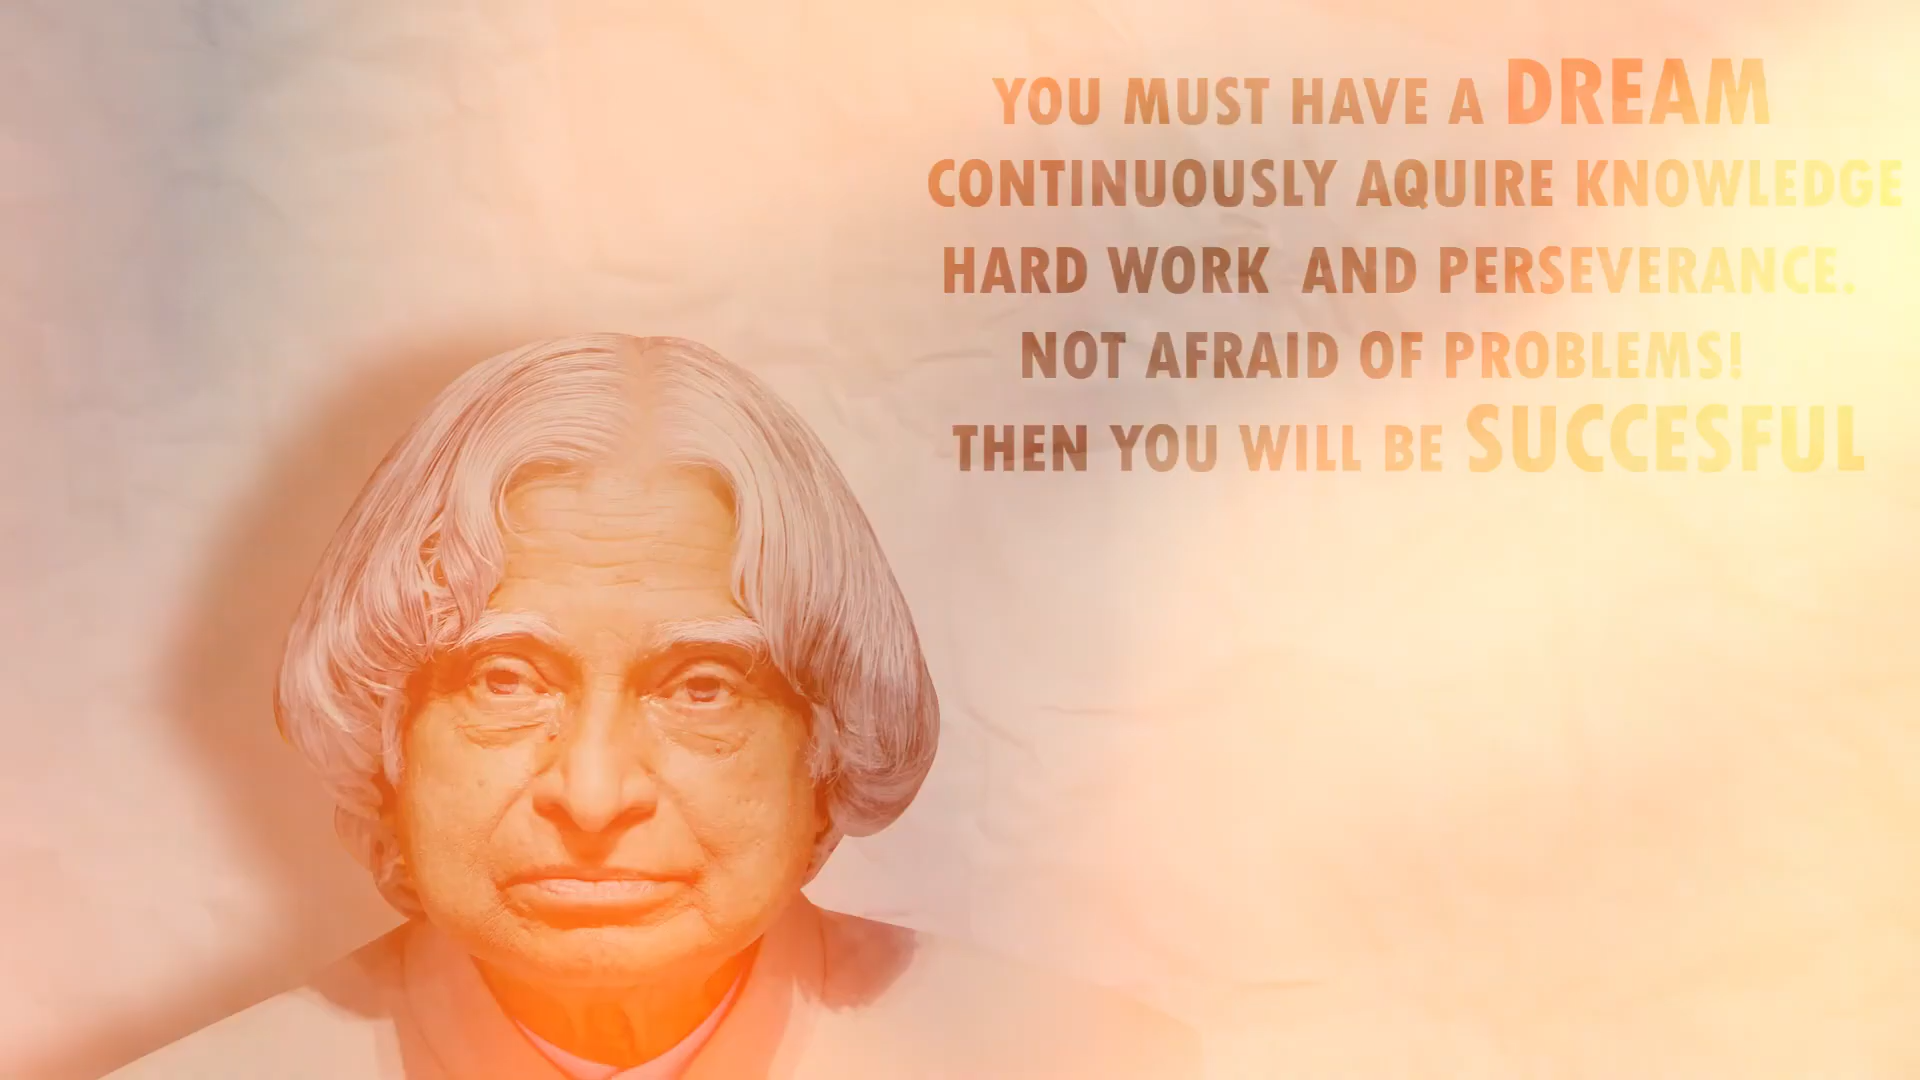 YOU MUST HAVE A DREAM
CONTINUOUSLY AQUIRE KNOWLEDGE
HARD WORK AND PERSEVERANCE.
NOT AFRAID OF PROBLEMS!
THEN YOU WILL BE SUCCESFUL